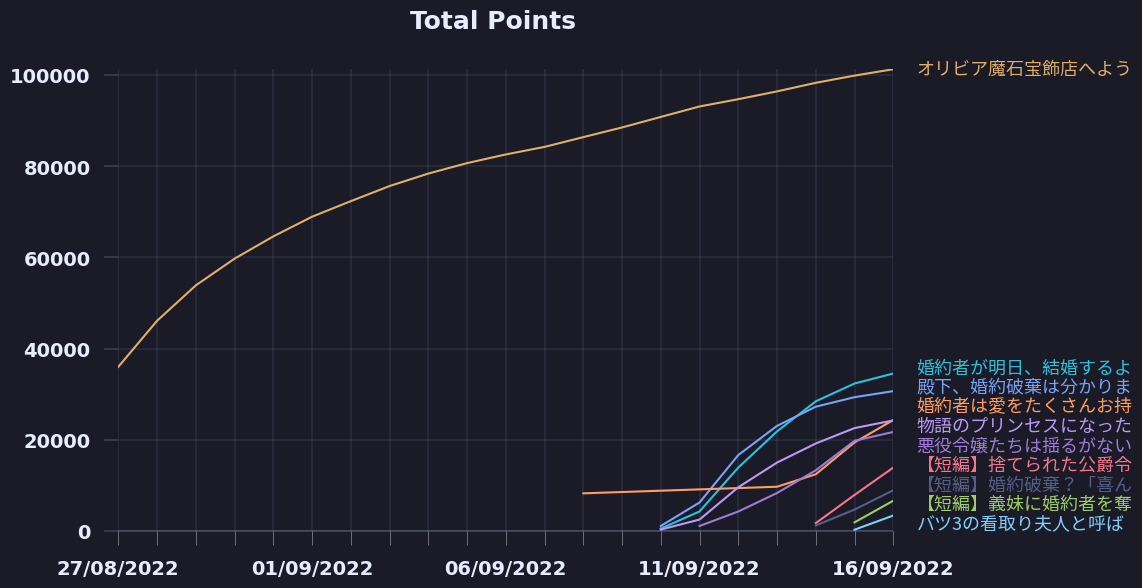 Total Points
100000
80000
60000
40000
20000
0
27/08/2022
01/09/2022
06/09/2022
11/09/2022
16/09/2022
オリビア魔石宝飾店へよう
婚約者が明日、結婚するよ
殿下、婚約破棄は分かりま
婚約者は愛をたくさんお持
物語のプリンセスになった
悪役令嬢たちは揺るがない
【短編】捨てられた公爵令
【短編】婚約破棄？「喜ん
【短編】義妹に婚約者を奪
バツ3の看取り夫人と呼ば